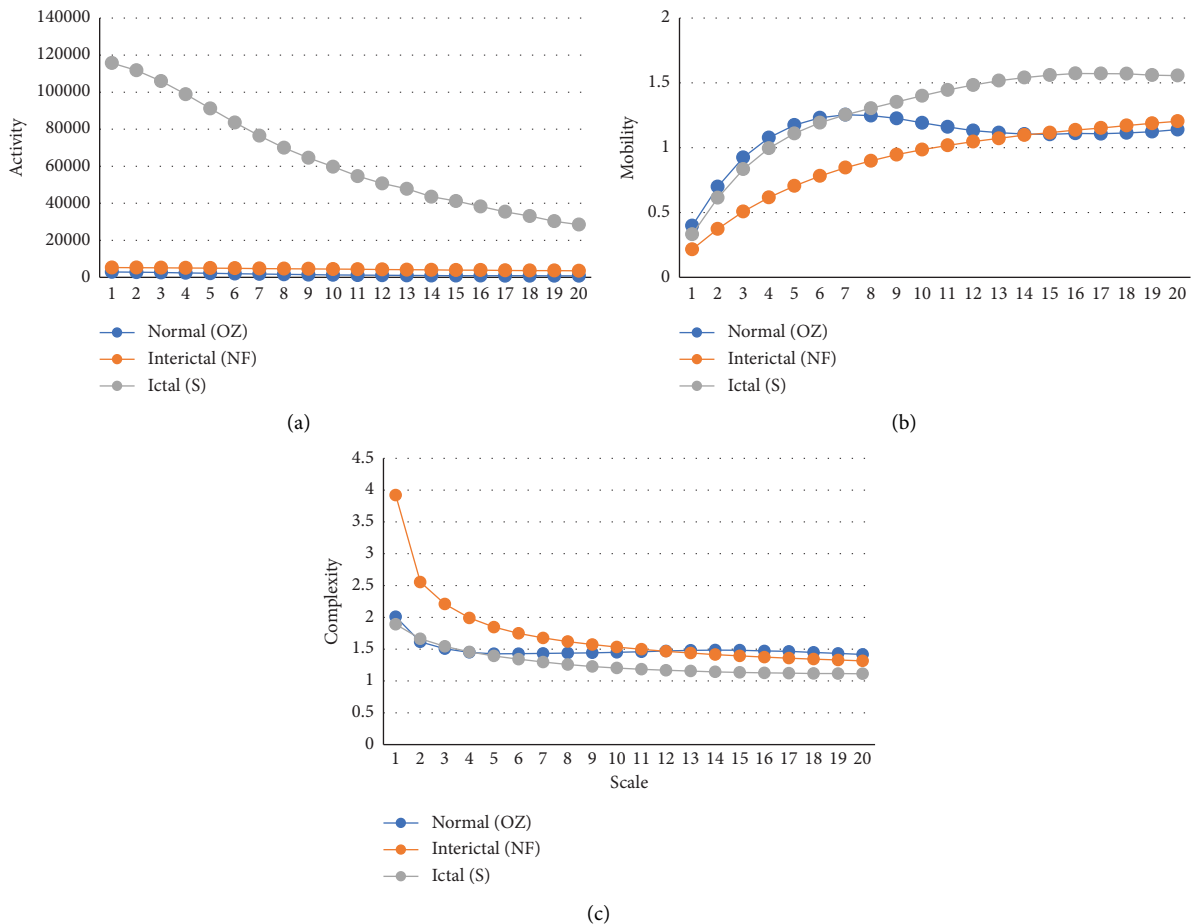 140000
120000
100000
80000
60000
40000
20000
0
Activity
1 2 3 4 5 6 7 8 9 10 11 12 13 14 15 16 17 18 19 20
Normal (OZ)
Interictal (NF)
Ictal (S)
(a)
2
1.5
1
0.5
0
Mobility
1 2 3 4 5 6 7 8 9 10 11 12 13 14 15 16 17 18 19 20
Normal (OZ)
Interictal (NF)
Ictal (S)
(b)
4.5
4
3.5
3
2.5
2
1.5
1
0.5
0
Complexity
1 2 3 4 5 6 7 8 9 10 11 12 13 14 15 16 17 18 19 20
Scale
Normal (OZ)
Interictal (NF)
Ictal (S)
(c)